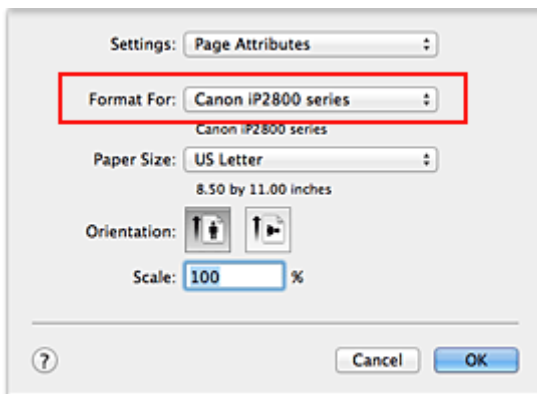 Settings: Page Attributes
Format For: Canon iP2800 series
Canon iP2800 series
Paper Size: US Letter
8.50 by 11.00 inches
Orientation:
Scale: 100 %
? Cancel OK